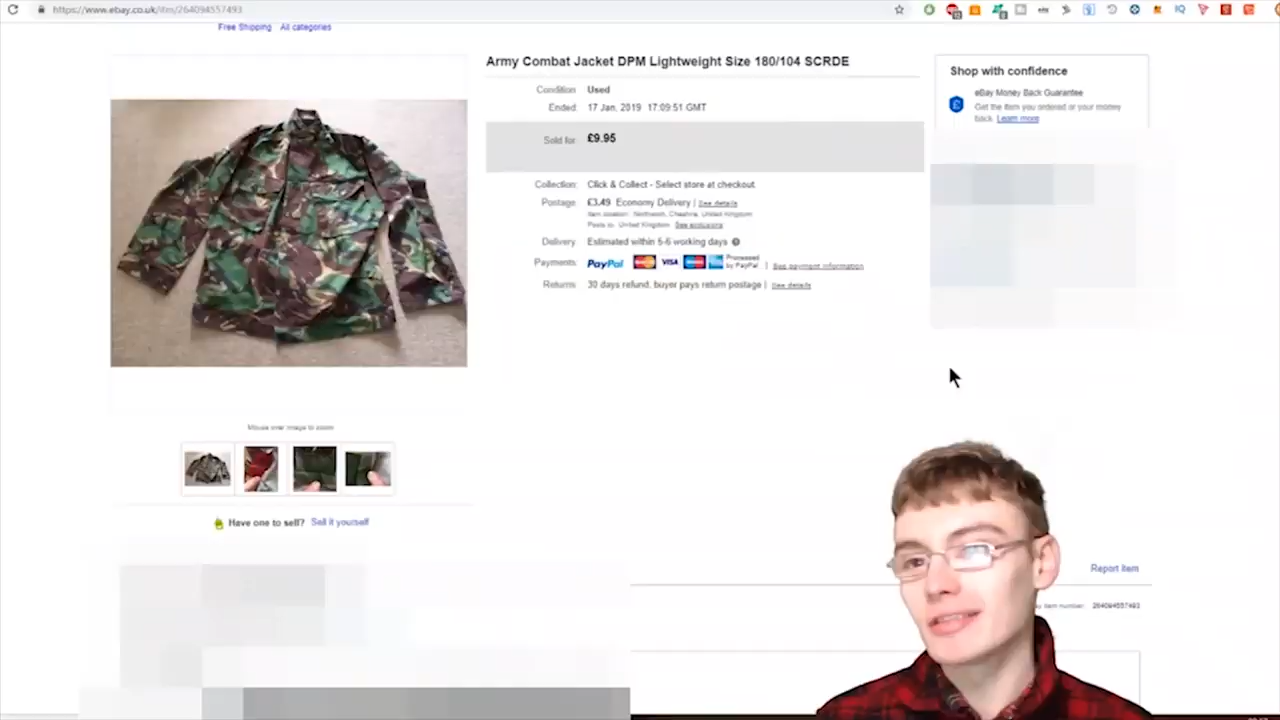 https://www.ebay.co.uk/itm/264094557493
Free Shipping All categories
Army Combat Jacket DPM Lightweight Size 180/104 SCRDE
Condition: Used
Ended: 17 Jan, 2019 17:09:51 GMT
Sold for: £9.95
Collection: Click & Collect - Select store at checkout
Postage: £3.49 Economy Delivery | See details
Item location: Northwich, Cheshire, United Kingdom
Posts to: United Kingdom See exclusions
Delivery: Estimated within 5-6 working days
Payments: PayPal VISA Processed by PayPal | See payment information
Returns: 30 days refund, buyer pays return postage | See details
Shop with confidence
eBay Money Back Guarantee
Get the item you ordered or your money
back. Learn more
Mouse over image to zoom
Have one to sell? Sell it yourself
Report item
item number: 264094557493